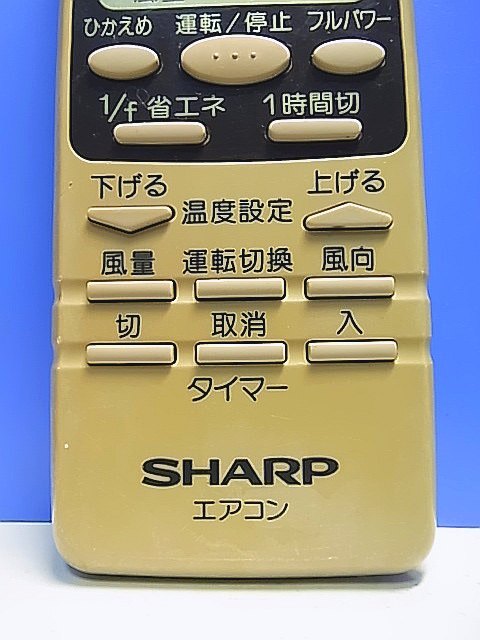 ひかえめ 運転/停止 フルパワー
1/f 省エネ 1時間切
下げる 温度設定 上げる
風量 運転切換 風向
切 取消 入
タイマー
SHARP
エアコン